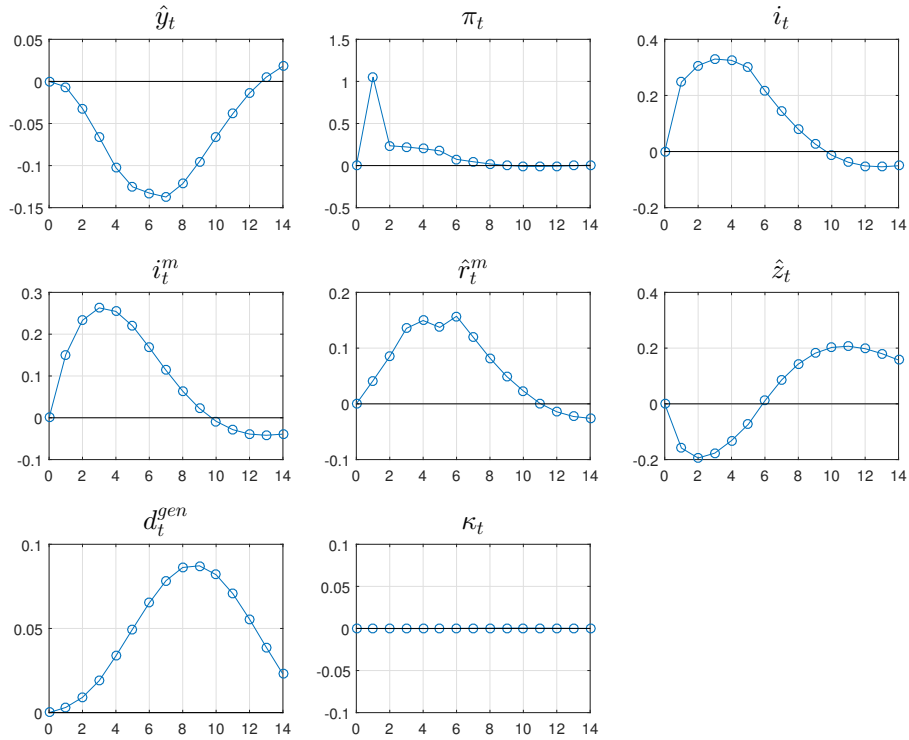 ŷ_t π_t i_t
0.05 1.5 0.4
0 1 0.2
-0.05 0.5 0
-0.1 0 -0.2
-0.15 -0.5
0 2 4 6 8 10 12 14 0 2 4 6 8 10 12 14 0 2 4 6 8 10 12 14
i_t^m r̂_t^m ẑ_t
0.3 0.2 0.4
0.2 0.1 0.2
0.1 0 0
0 -0.1 -0.2
-0.1
0 2 4 6 8 10 12 14 0 2 4 6 8 10 12 14 0 2 4 6 8 10 12 14
d_t^{gen} κ_t
0.1 0.1
0.05 0.05
0 0
-0.05
-0.1
0 2 4 6 8 10 12 14 0 2 4 6 8 10 12 14